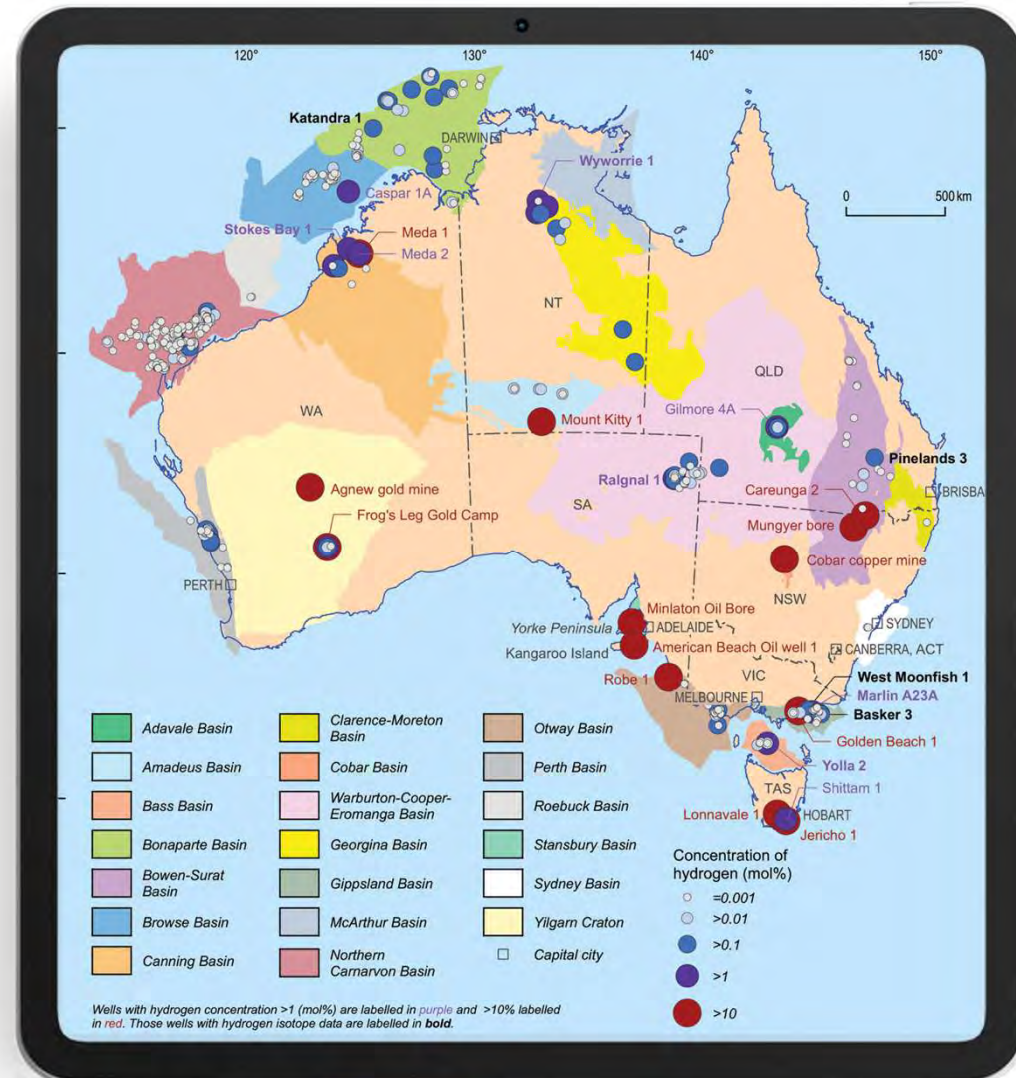 120°
130°
140°
150°
Katandra 1
DARWIN
Wyworrie 1
Caspar 1A
0
500 km
Stokes Bay 1
Meda 1
Meda 2
NT
QLD
WA
Gilmore 4A
Mount Kitty 1
Pinelands 3
Ralgnal 1
Careunga 2
BRISBA
Agnew gold mine
SA
Mungyer bore
Frog's Leg Gold Camp
Cobar copper mine
PERTH
NSW
Minlaton Oil Bore
SYDNEY
Yorke Peninsula
ADELAIDE
Kangaroo Island
American Beach Oil well 1
CANBERRA, ACT
VIC
West Moonfish 1
Robe 1
MELBOURNE
Marlin A23A
Basker 3
Golden Beach 1
Yolla 2
TAS
Shittam 1
Lonnavale 1
HOBART
Jericho 1
Adavale Basin
Amadeus Basin
Bass Basin
Bonaparte Basin
Bowen-Surat
Basin
Browse Basin
Canning Basin
Clarence-Moreton
Basin
Cobar Basin
Warburton-Cooper-
Eromanga Basin
Georgina Basin
Gippsland Basin
McArthur Basin
Northern
Carnarvon Basin
Otway Basin
Perth Basin
Roebuck Basin
Stansbury Basin
Sydney Basin
Yilgarn Craton
Capital city
Concentration of
hydrogen (mol%)
=0.001
>0.01
>0.1
>1
>10
Wells with hydrogen concentration >1 (mol%) are labelled in purple and >10% labelled
in red. Those wells with hydrogen isotope data are labelled in bold.